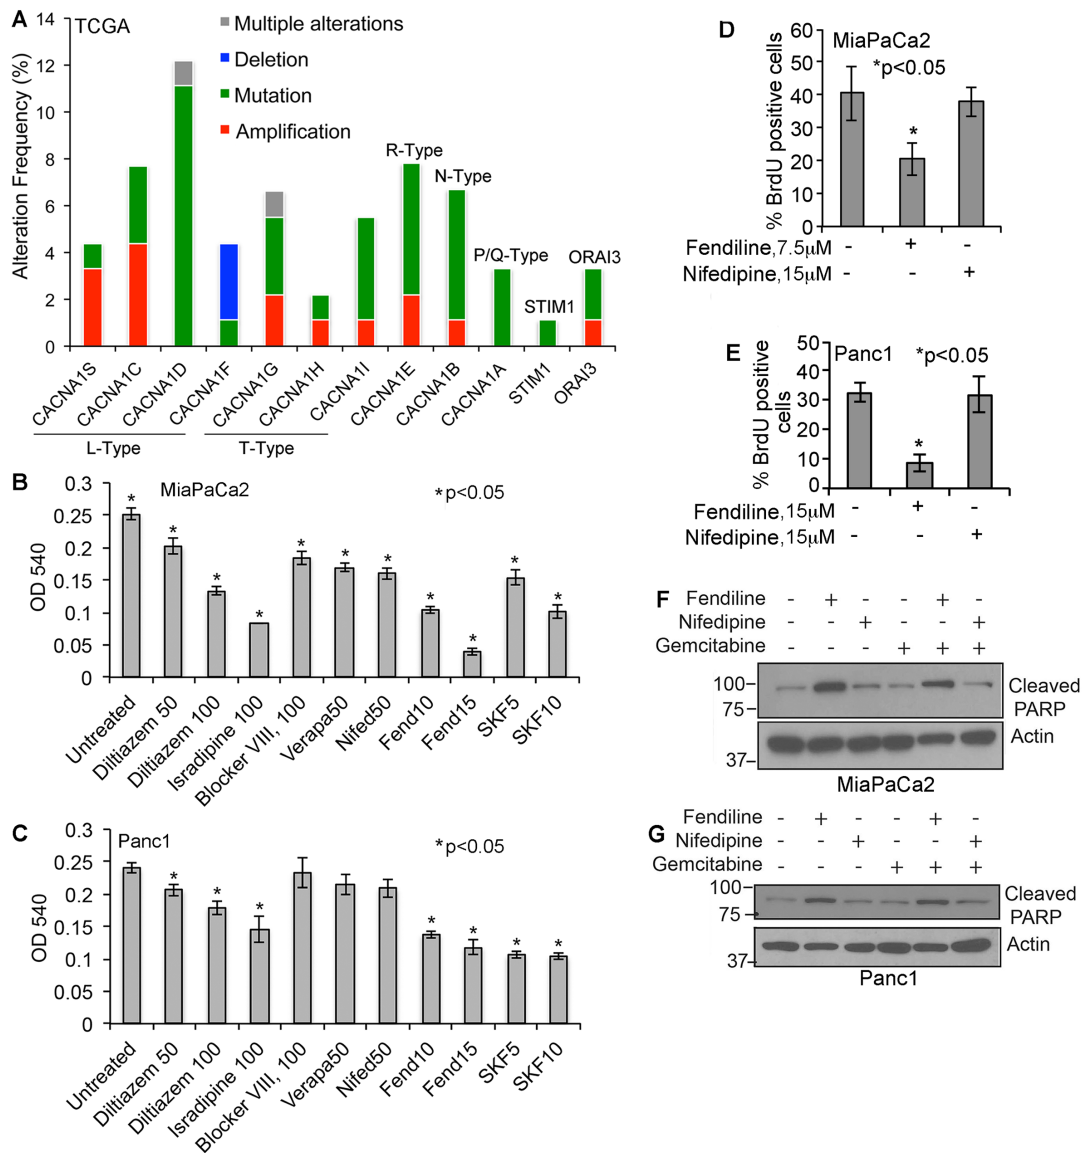 A
TCGA
Alteration Frequency (%)
14
12
10
8
6
4
2
0
Multiple alterations
Deletion
Mutation
Amplification
R-Type
N-Type
P/Q-Type
STIM1
ORAI3
CACNA1S
CACNA1C
CACNA1D
CACNA1F
CACNA1G
CACNA1H
CACNA1I
CACNA1E
CACNA1B
CACNA1A
STIM1
ORAI3
L-Type
T-Type
B
MiaPaCa2
*p<0.05
OD 540
0.3
0.25
0.2
0.15
0.1
0.05
0
* * * * * * * * * * *
Untreated
Diltiazem 50
Diltiazem 100
Isradipine 100
Blocker VIII, 100
Verapa50
Nifed50
Fend10
Fend15
SKF5
SKF10
C
Panc1
*p<0.05
OD 540
0.3
0.25
0.2
0.15
0.1
0.05
0
* * * * * * *
Untreated
Diltiazem 50
Diltiazem 100
Isradipine 100
Blocker VIII, 100
Verapa50
Nifed50
Fend10
Fend15
SKF5
SKF10
D
MiaPaCa2
*p<0.05
% BrdU positive cells
60
50
40
30
20
10
0
*
Fendiline,7.5µM - + -
Nifedipine,15µM - - +
E
Panc1
*p<0.05
% BrdU positive
cells
50
40
30
20
10
0
*
Fendiline,15µM - + -
Nifedipine,15µM - - +
F
Fendiline - + - - + -
Nifedipine - - + - - +
Gemcitabine - - - + + +
100
75
37
Cleaved
PARP
Actin
MiaPaCa2
G
Fendiline - + - - + -
Nifedipine - - + - - +
Gemcitabine - - - + + +
100
75
37
Cleaved
PARP
Actin
Panc1